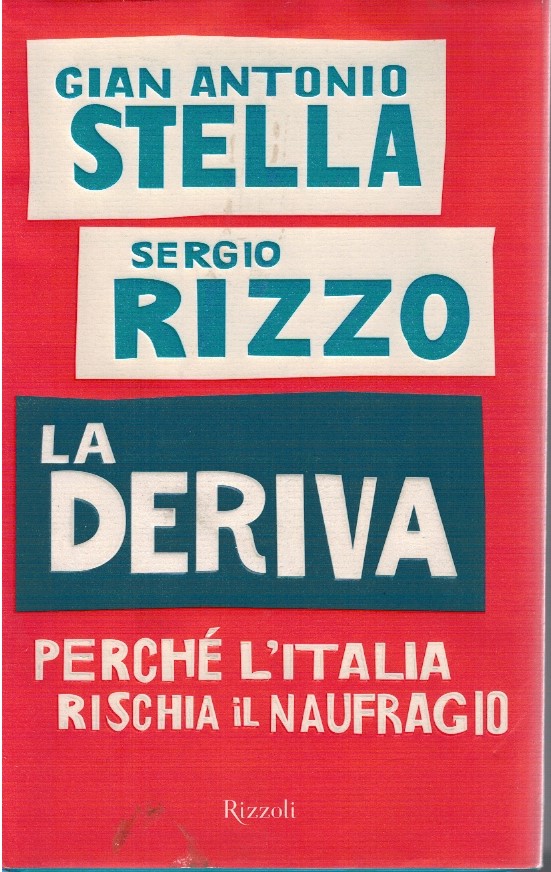 GIAN ANTONIO
STELLA
SERGIO
RIZZO
LA
DERIVA
PERCHÉ L'ITALIA
RISCHIA iL NAUFRAGIO
Rizzoli